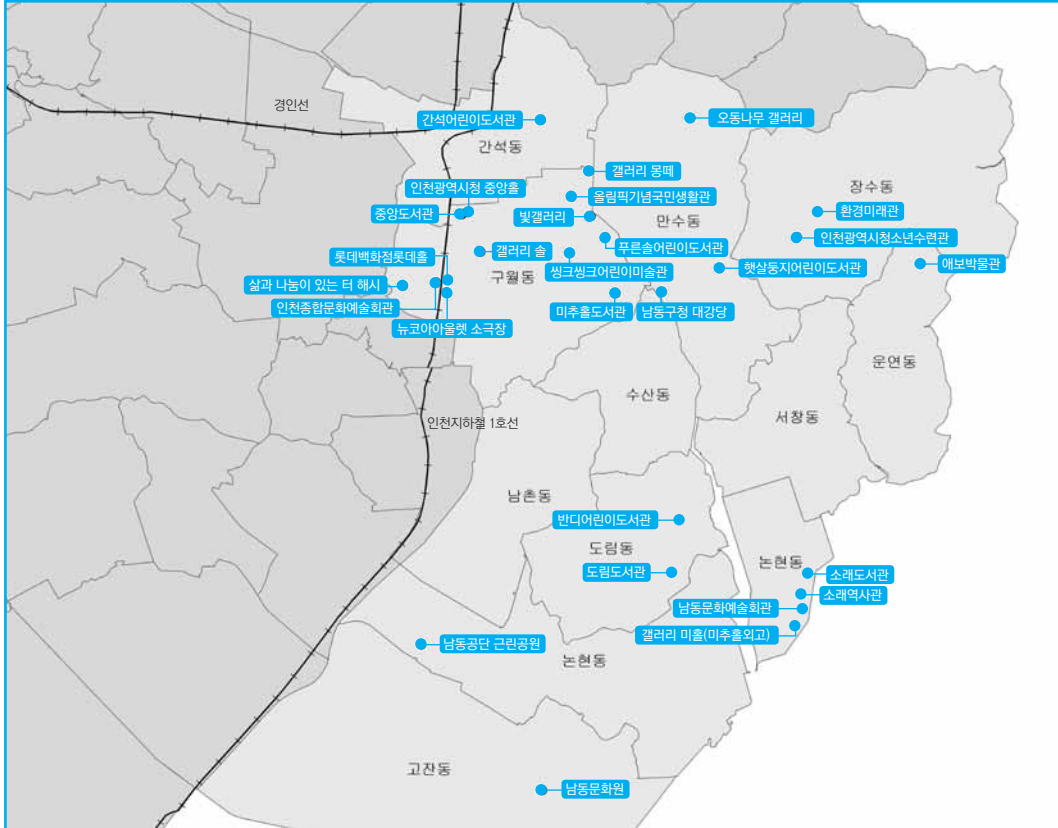 경인선
간석어린이도서관
오동나무 갤러리
간석동
갤러리 몽떼
인천광역시청 중앙홀
올림픽기념국민생활관
장수동
중앙도서관
빛갤러리
만수동
환경미래관
푸른솔어린이도서관
인천광역시청소년수련관
롯데백화점롯데홀
갤러리 솔
씽크씽크어린이미술관
햇살둥지어린이도서관
애보박물관
삶과 나눔이 있는 터 해시
구월동
인천종합문화예술회관
미추홀도서관
남동구청 대강당
뉴코아아울렛 소극장
운연동
수산동
서창동
인천지하철 1호선
남촌동
반디어린이도서관
도림동
논현동
도림도서관
소래도서관
소래역사관
남동문화예술회관
갤러리 미홀(미추홀외고)
남동공단 근린공원
논현동
고잔동
남동문화원